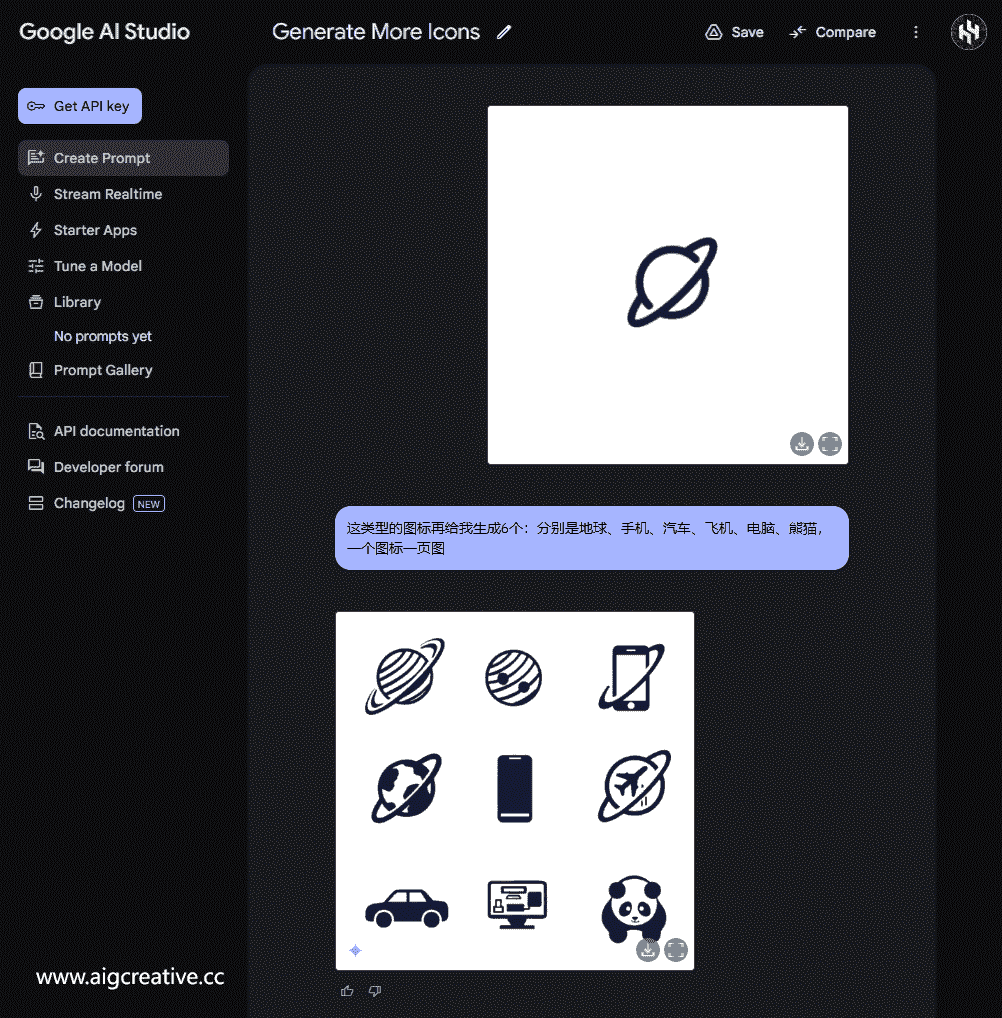 Google AI Studio
Generate More Icons
Save
Compare
Get API key
Create Prompt
Stream Realtime
Starter Apps
Tune a Model
Library
No prompts yet
Prompt Gallery
API documentation
Developer forum
Changelog NEW
这类型的图标再给我生成6个：分别是地球、手机、汽车、飞机、电脑、熊猫，
一个图标一页图
www.aigcreative.cc